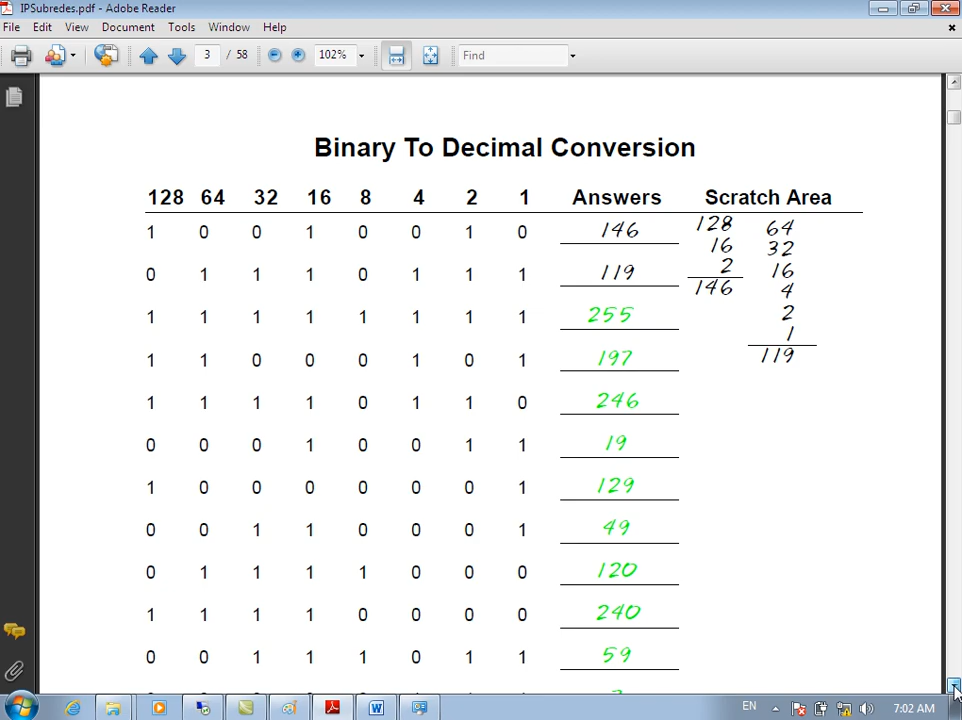 IPSubredes.pdf - Adobe Reader
File Edit View Document Tools Window Help
3 / 58 102% Find
Binary To Decimal Conversion
128 64 32 16 8 4 2 1 Answers Scratch Area
1 0 0 1 0 0 1 0 146 128 64
16 32
0 1 1 1 0 1 1 1 119 2 16
146 4
1 1 1 1 1 1 1 1 255 2
1
1 1 0 0 0 1 0 1 197 119
1 1 1 1 0 1 1 0 246
0 0 0 1 0 0 1 1 19
1 0 0 0 0 0 0 1 129
0 0 1 1 0 0 0 1 49
0 1 1 1 1 0 0 0 120
1 1 1 1 0 0 0 0 240
0 0 1 1 1 0 1 1 59
EN 7:02 AM